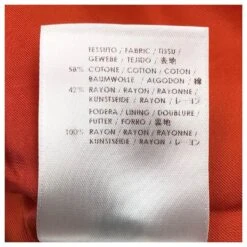 TESSUTO / FABRIC / TISSU /
GEWEBE / TEJIDO / 表地
58% COTONE / COTTON / COTON /
BAUMWOLLE / ALGODON / 綿
42% RAYON / RAYON / RAYONNE /
KUNSTSEIDE / RAYON / レーヨン
FODERA / LINING / DOUBLURE /
FUTTER / FORRO / 裏地
100% RAYON / RAYON / RAYONNE /
KUNSTSEIDE / RAYON / レーヨン